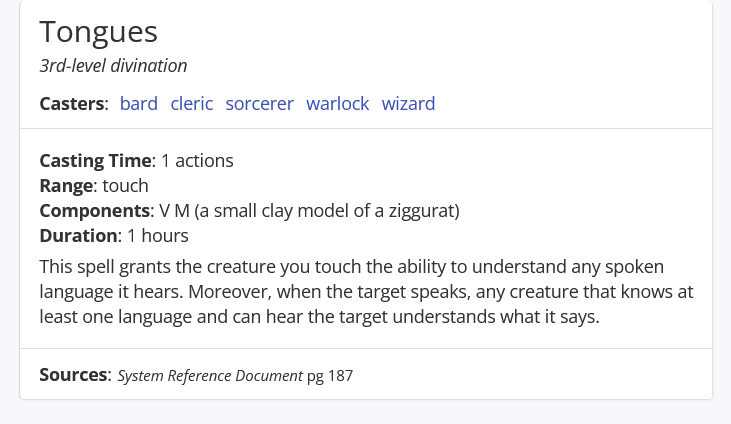 Tongues
3rd-level divination
Casters: bard cleric sorcerer warlock wizard
Casting Time: 1 actions
Range: touch
Components: V M (a small clay model of a ziggurat)
Duration: 1 hours
This spell grants the creature you touch the ability to understand any spoken
language it hears. Moreover, when the target speaks, any creature that knows at
least one language and can hear the target understands what it says.
Sources: System Reference Document pg 187